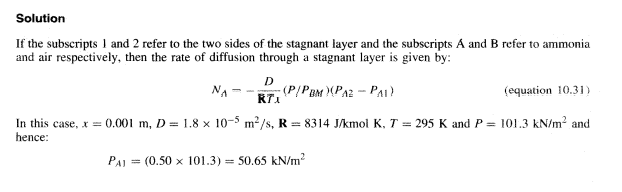 Solution
If the subscripts 1 and 2 refer to the two sides of the stagnant layer and the subscripts A and B refer to ammonia
and air respectively, then the rate of diffusion through a stagnant layer is given by:
N_A = − D/(RTx) (P/P_BM)(P_A2 − P_A1) (equation 10.31)
In this case, x = 0.001 m, D = 1.8 × 10⁻⁵ m²/s, R = 8314 J/kmol K, T = 295 K and P = 101.3 kN/m² and
hence:
P_A1 = (0.50 × 101.3) = 50.65 kN/m²